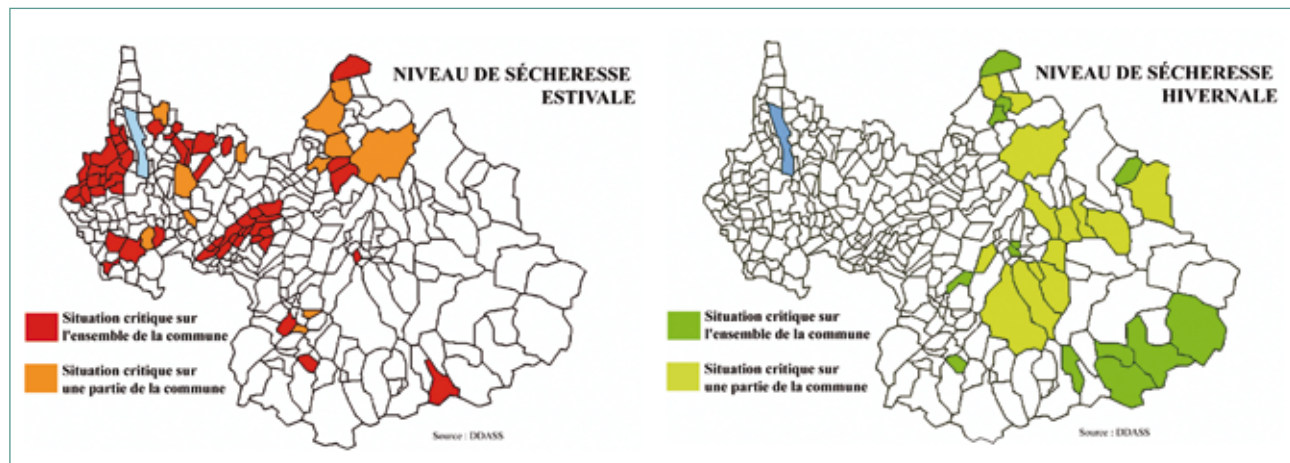 NIVEAU DE SÉCHERESSE
ESTIVALE
Situation critique sur
l'ensemble de la commune
Situation critique sur
une partie de la commune
Source : DDASS
NIVEAU DE SÉCHERESSE
HIVERNALE
Situation critique sur
l'ensemble de la commune
Situation critique sur
une partie de la commune
Source : DDASS